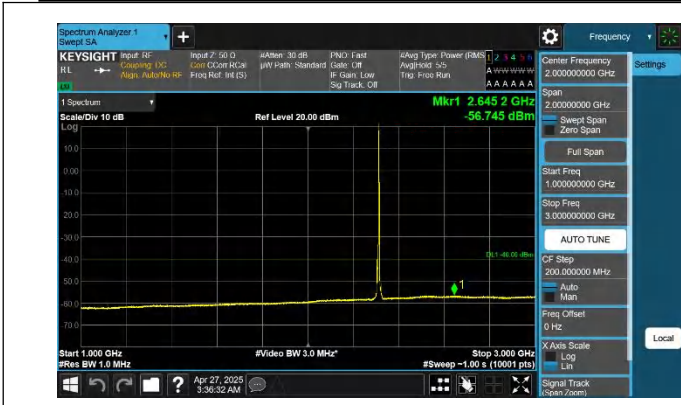 Spectrum Analyzer 1
Swept SA
Frequency
KEYSIGHT Input: RF Input Z: 50 Ω #Atten: 30 dB PNO: Fast #Avg Type: Power (RMS 1 2 3 4 5 6
RL Coupling: DC Corr CCorr RCal µW Path: Standard Gate: Off Avg|Hold: 5/5 A W W W W W
Align: Auto/No RF Freq Ref: Int (S) IF Gain: Low Trig: Free Run
Sig Track: Off A A A A A A
1 Spectrum
Mkr1 2.645 2 GHz
Scale/Div 10 dB Ref Level 20.00 dBm -56.745 dBm
Log
10.0
0.00
-10.0
-20.0
-30.0
-40.0
DL1 -46.00 dBm
-50.0
1
-60.0
-70.0
Start 1.000 GHz #Video BW 3.0 MHz* Stop 3.000 GHz
#Res BW 1.0 MHz #Sweep ~1.00 s (10001 pts)
Apr 27, 2025
3:36:32 AM
Center Frequency
2.000000000 GHz
Settings
Span
2.00000000 GHz
Swept Span
Zero Span
Full Span
Start Freq
1.000000000 GHz
Stop Freq
3.000000000 GHz
AUTO TUNE
CF Step
200.000000 MHz
Auto
Man
Freq Offset
0 Hz
X Axis Scale
Log
Lin
Local
Signal Track
(Span Zoom)